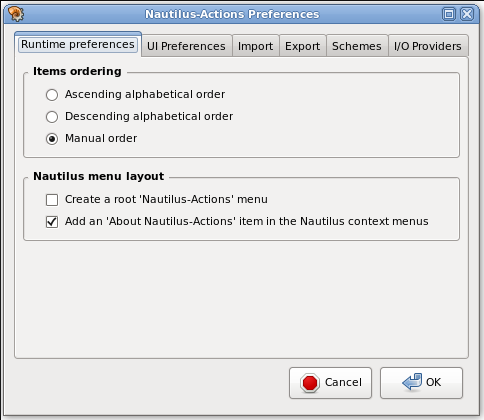 Nautilus-Actions Preferences
Runtime preferences UI Preferences Import Export Schemes I/O Providers
Items ordering
Ascending alphabetical order
Descending alphabetical order
Manual order
Nautilus menu layout
Create a root 'Nautilus-Actions' menu
Add an 'About Nautilus-Actions' item in the Nautilus context menus
Cancel OK